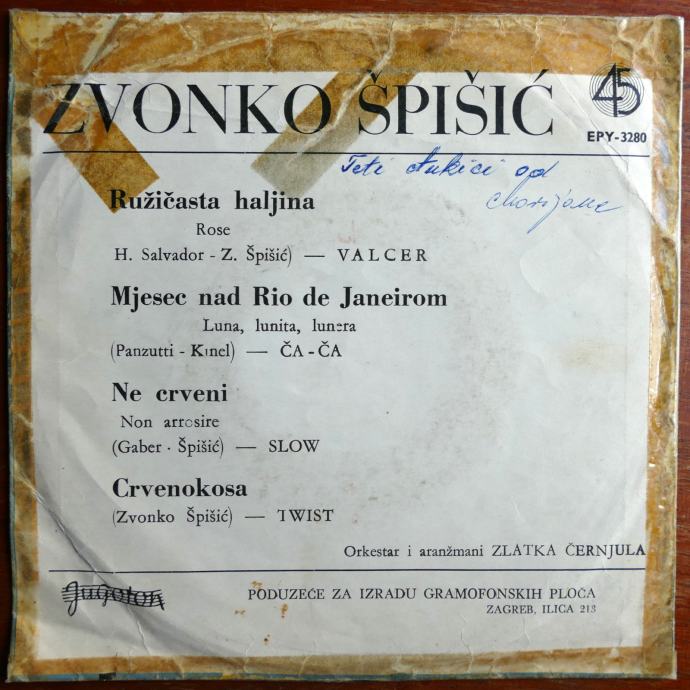 ZVONKO ŠPIŠIĆ
45
EPY-3280
Teti od
Ružičasta haljina
Rose
H. Salvador - Z. Špišić) — VALCER
Mjesec nad Rio de Janeirom
Luna, lunita, lunera
(Panzutti - Kinel) — ČA-ČA
Ne crveni
Non arrosire
(Gaber - Špišić) — SLOW
Crvenokosa
(Zvonko Špišić) — TWIST
Orkestar i aranžmani ZLATKA ČERNJULA
Jugoton
PODUZEĆE ZA IZRADU GRAMOFONSKIH PLOČA
ZAGREB, ILICA 213